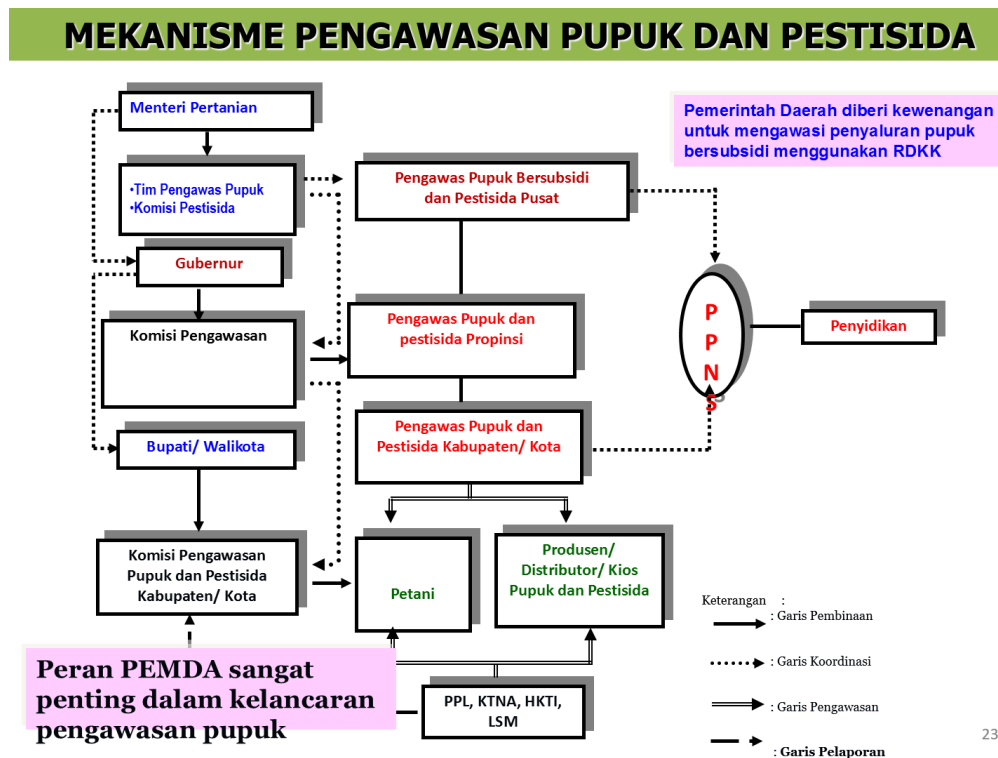 MEKANISME PENGAWASAN PUPUK DAN PESTISIDA
Menteri Pertanian
Pemerintah Daerah diberi kewenangan
untuk mengawasi penyaluran pupuk
bersubsidi menggunakan RDKK
•Tim Pengawas Pupuk
•Komisi Pestisida
Pengawas Pupuk Bersubsidi
dan Pestisida Pusat
Gubernur
Komisi Pengawasan
Pengawas Pupuk dan
pestisida Propinsi
P
P
N
S
Penyidikan
Bupati/ Walikota
Pengawas Pupuk dan
Pestisida Kabupaten/ Kota
Komisi Pengawasan
Pupuk dan Pestisida
Kabupaten/ Kota
Petani
Produsen/
Distributor/ Kios
Pupuk dan Pestisida
Keterangan :
: Garis Pembinaan
: Garis Koordinasi
: Garis Pengawasan
: Garis Pelaporan
Peran PEMDA sangat
penting dalam kelancaran
pengawasan pupuk
PPL, KTNA, HKTI,
LSM
23